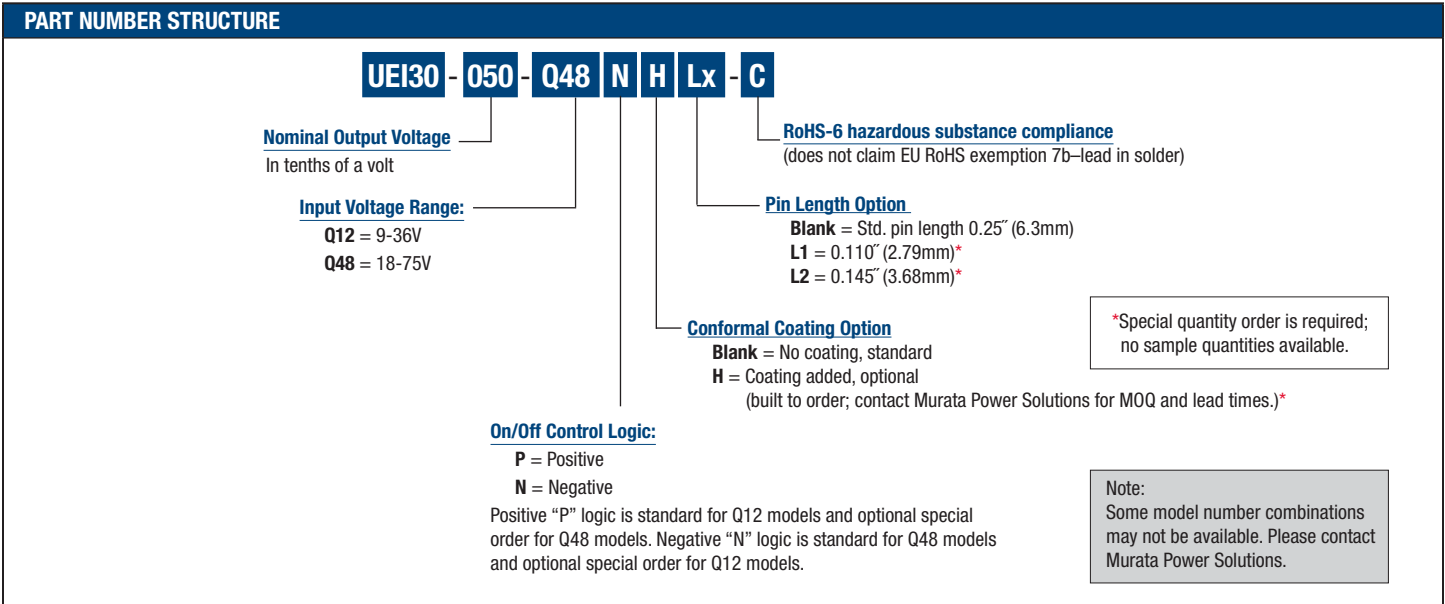 PART NUMBER STRUCTURE
UEI30 - 050 - Q48 N H Lx - C
Nominal Output Voltage
In tenths of a volt
Input Voltage Range:
Q12 = 9-36V
Q48 = 18-75V
RoHS-6 hazardous substance compliance
(does not claim EU RoHS exemption 7b–lead in solder)
Pin Length Option
Blank = Std. pin length 0.25˝ (6.3mm)
L1 = 0.110˝ (2.79mm)*
L2 = 0.145˝ (3.68mm)*
*Special quantity order is required;
no sample quantities available.
Conformal Coating Option
Blank = No coating, standard
H = Coating added, optional
(built to order; contact Murata Power Solutions for MOQ and lead times.)*
On/Off Control Logic:
P = Positive
N = Negative
Positive “P” logic is standard for Q12 models and optional special
order for Q48 models. Negative “N” logic is standard for Q48 models
and optional special order for Q12 models.
Note:
Some model number combinations
may not be available. Please contact
Murata Power Solutions.